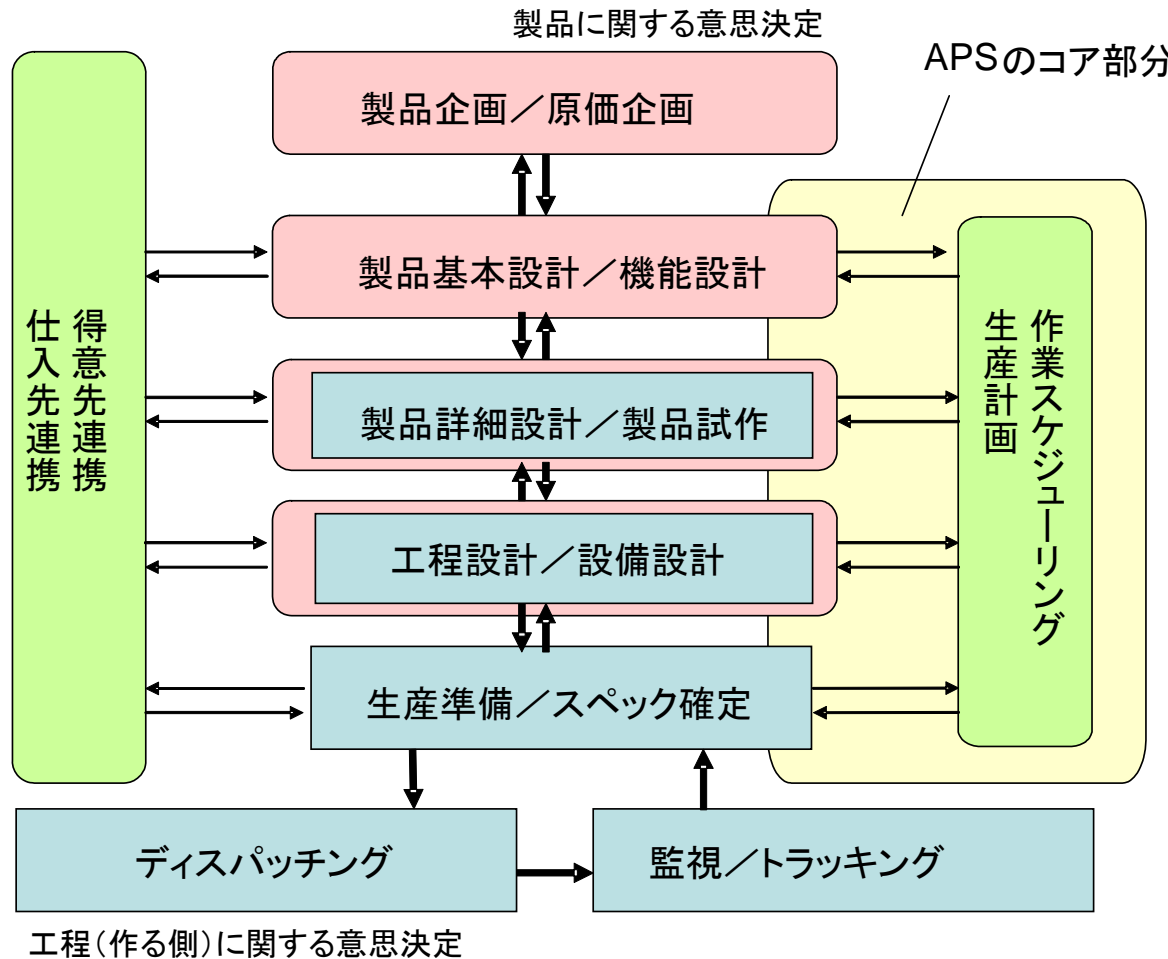 製品に関する意思決定
APSのコア部分
製品企画／原価企画
製品基本設計／機能設計
製品詳細設計／製品試作
工程設計／設備設計
生産準備／スペック確定
得意先連携
仕入先連携
作業スケジューリング
生産計画
ディスパッチング
監視／トラッキング
工程（作る側）に関する意思決定